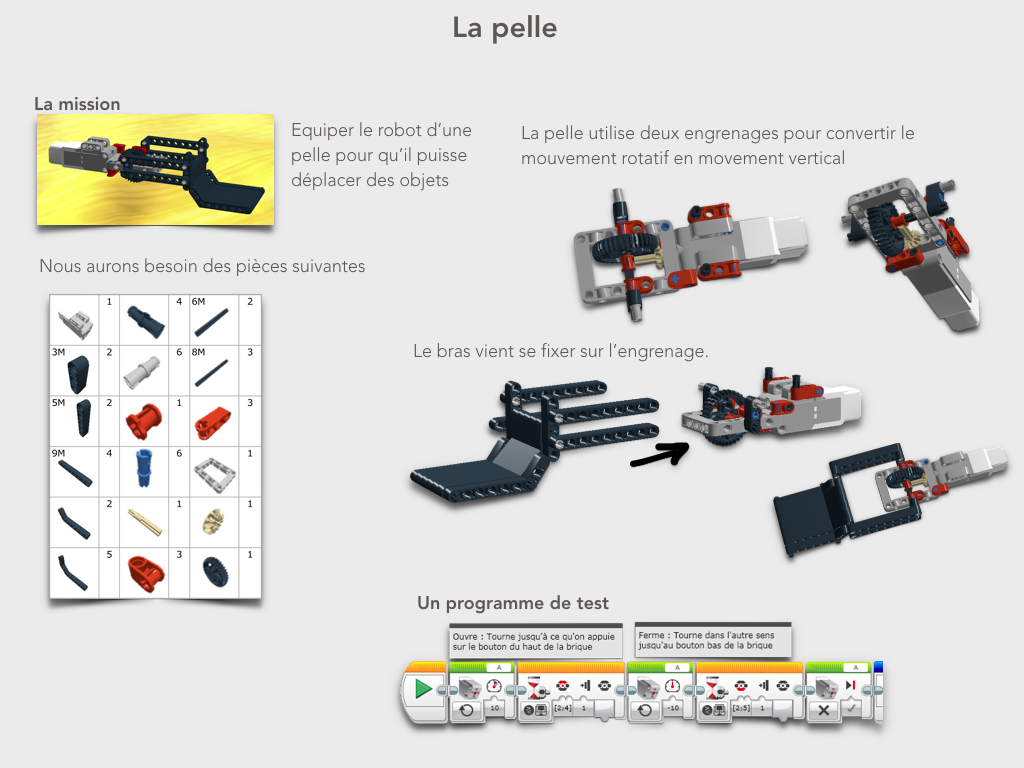 La pelle
La mission
Equiper le robot d'une
pelle pour qu'il puisse
déplacer des objets
La pelle utilise deux engrenages pour convertir le
mouvement rotatif en movement vertical
Nous aurons besoin des pièces suivantes
1 4 6M 2
3M 2 6 8M 3
5M 2 1 3
9M 4 6 1
2 1 1
5 3 1
Le bras vient se fixer sur l'engrenage.
Un programme de test
Ouvre : Tourne jusqu'à ce qu'on appuie
sur le bouton du haut de la brique
Ferme : Tourne dans l'autre sens
jusqu'au bouton bas de la brique
A A A
10 [2;4] 1 -10 [2;5] 1